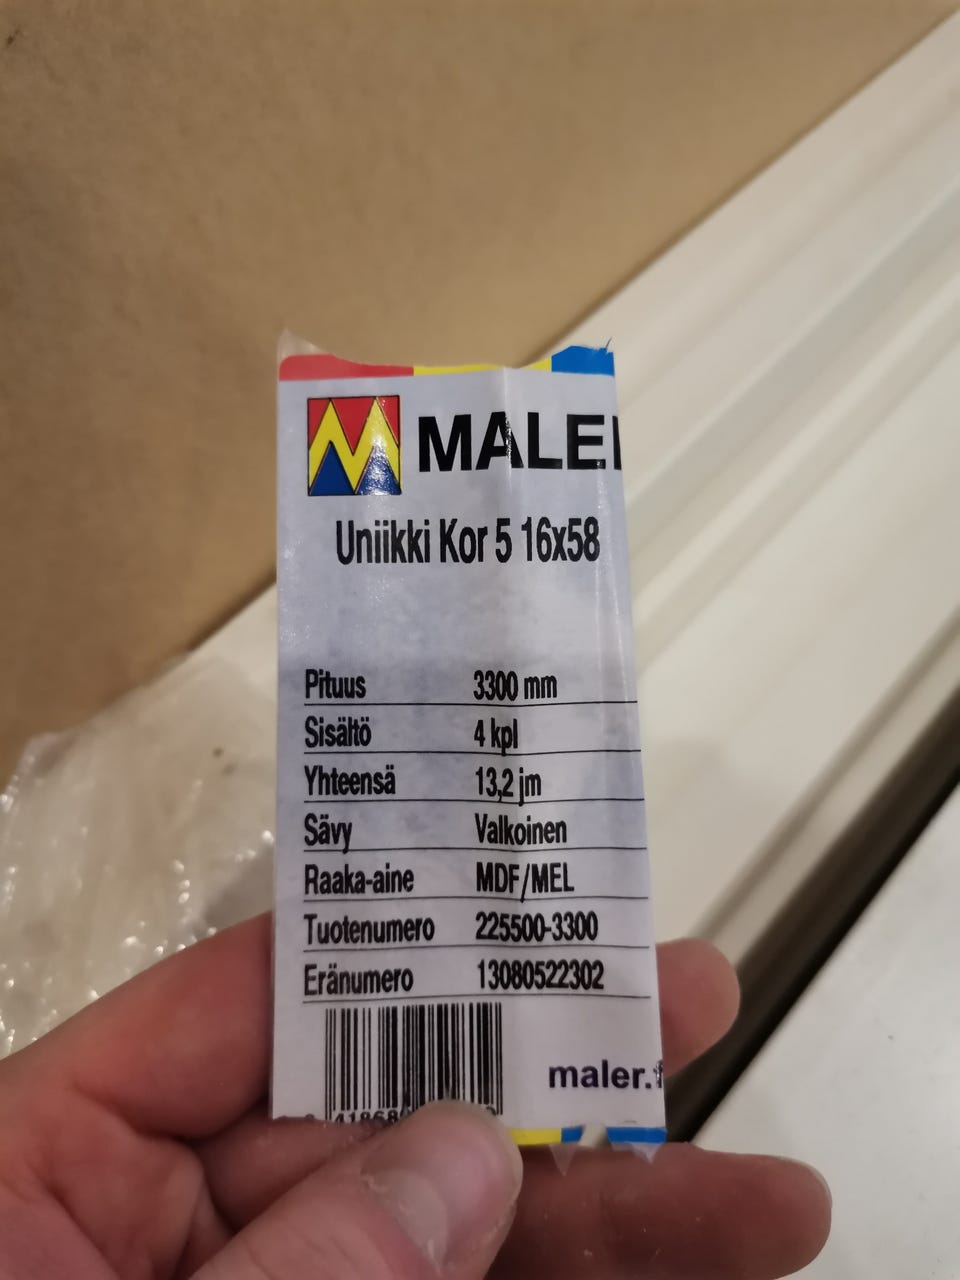 MALER
Uniikki Kor 5 16x58
Pituus 3300 mm
Sisältö 4 kpl
Yhteensä 13,2 jm
Sävy Valkoinen
Raaka-aine MDF/MEL
Tuotenumero 225500-3300
Eränumero 13080522302
maler.f